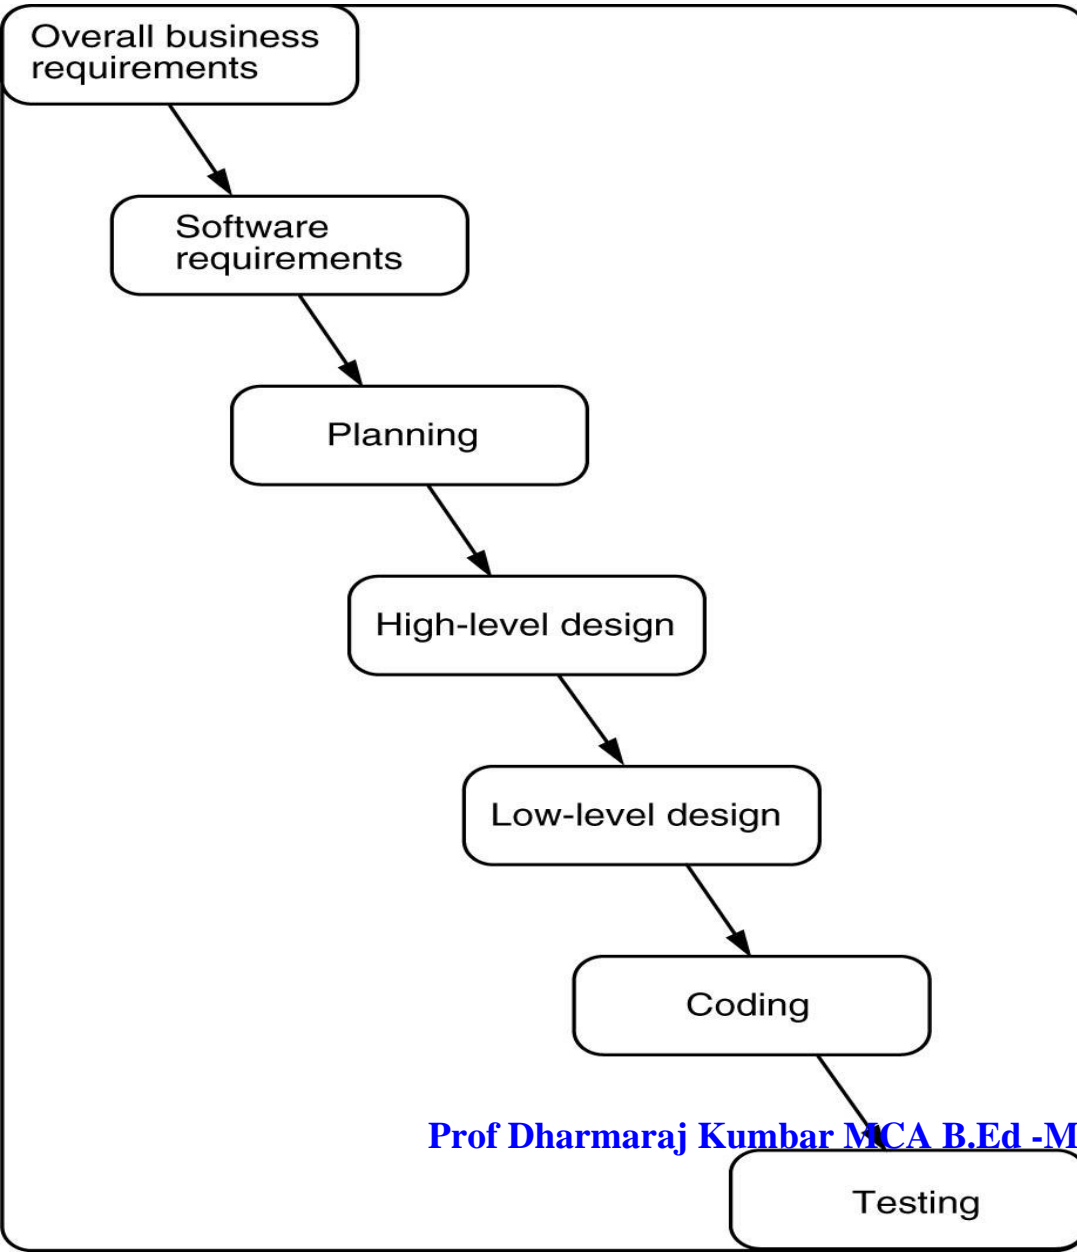 Overall business
requirements
Software
requirements
Planning
High-level design
Low-level design
Coding
Prof Dharmaraj Kumbar MCA B.Ed -M
Testing